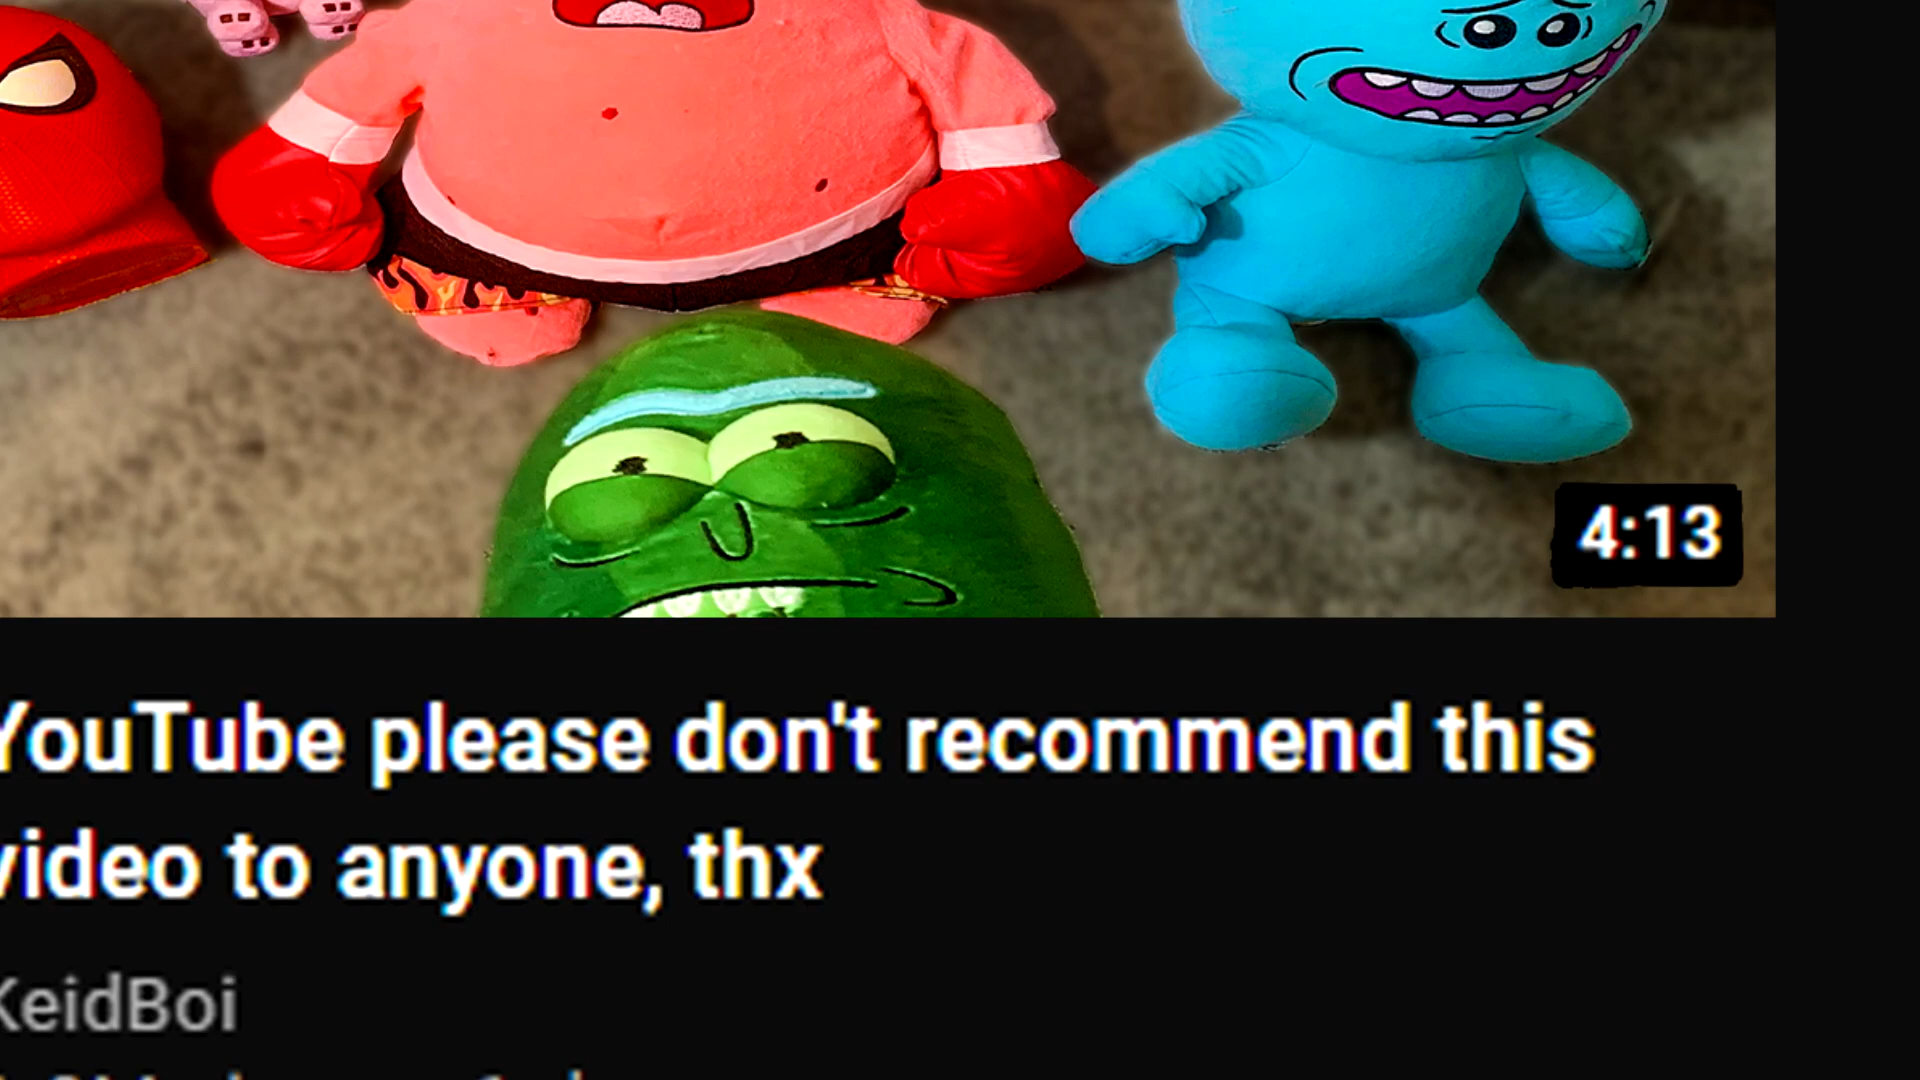 4:13
YouTube please don't recommend this
video to anyone, thx
KeidBoi